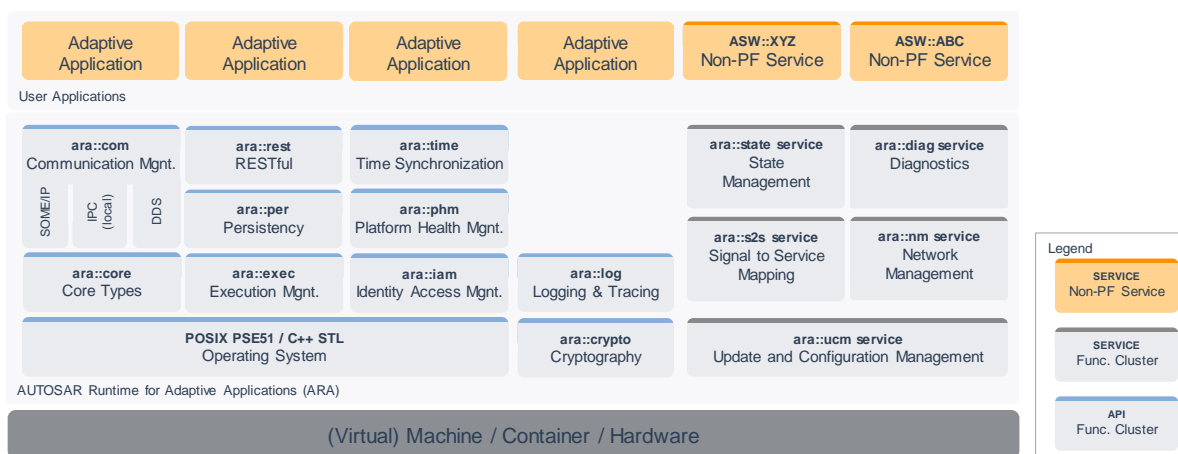 Adaptive
Application
Adaptive
Application
Adaptive
Application
Adaptive
Application
ASW::XYZ
Non-PF Service
ASW::ABC
Non-PF Service
User Applications
ara::com
Communication Mgnt.
SOME/IP
IPC
(local)
DDS
ara::rest
RESTful
ara::time
Time Synchronization
ara::per
Persistency
ara::phm
Platform Health Mgnt.
ara::core
Core Types
ara::exec
Execution Mgnt.
ara::iam
Identity Access Mgnt.
ara::log
Logging & Tracing
POSIX PSE51 / C++ STL
Operating System
ara::crypto
Cryptography
ara::state service
State
Management
ara::diag service
Diagnostics
ara::s2s service
Signal to Service
Mapping
ara::nm service
Network
Management
ara::ucm service
Update and Configuration Management
AUTOSAR Runtime for Adaptive Applications (ARA)
(Virtual) Machine / Container / Hardware
Legend
SERVICE
Non-PF Service
SERVICE
Func. Cluster
API
Func. Cluster